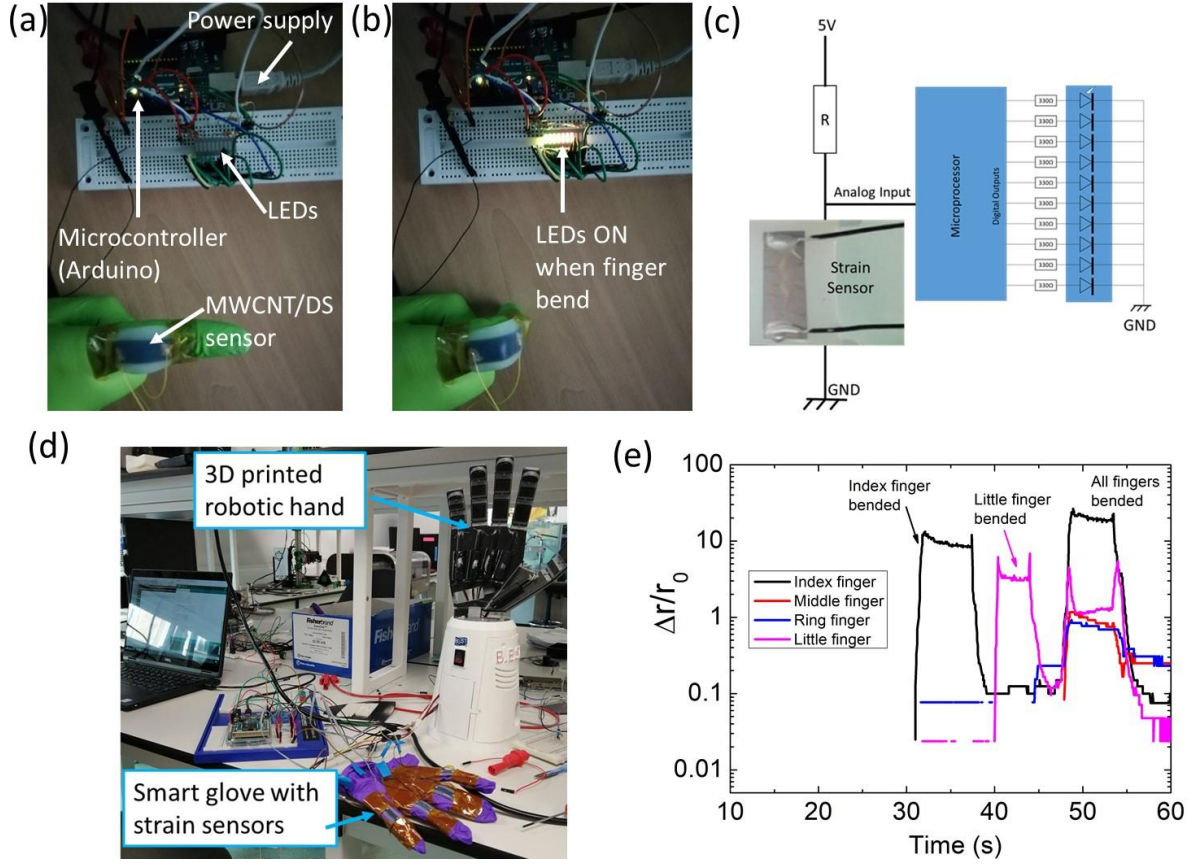 (a)
Power supply
LEDs
Microcontroller
(Arduino)
MWCNT/DS
sensor
(b)
LEDs ON
when finger
bend
(c)
5V
R
Analog Input
Microprocessor
Digital Outputs
330Ω
330Ω
330Ω
330Ω
330Ω
330Ω
330Ω
330Ω
330Ω
330Ω
Strain
Sensor
GND
GND
(d)
3D printed
robotic hand
Fisherbrand
Fisher
Smart glove with
strain sensors
(e)
100
10
1
0.1
0.01
Δr/r0
Index finger
bended
Little finger
bended
All fingers
bended
Index finger
Middle finger
Ring finger
Little finger
10
20
30
40
50
60
Time (s)